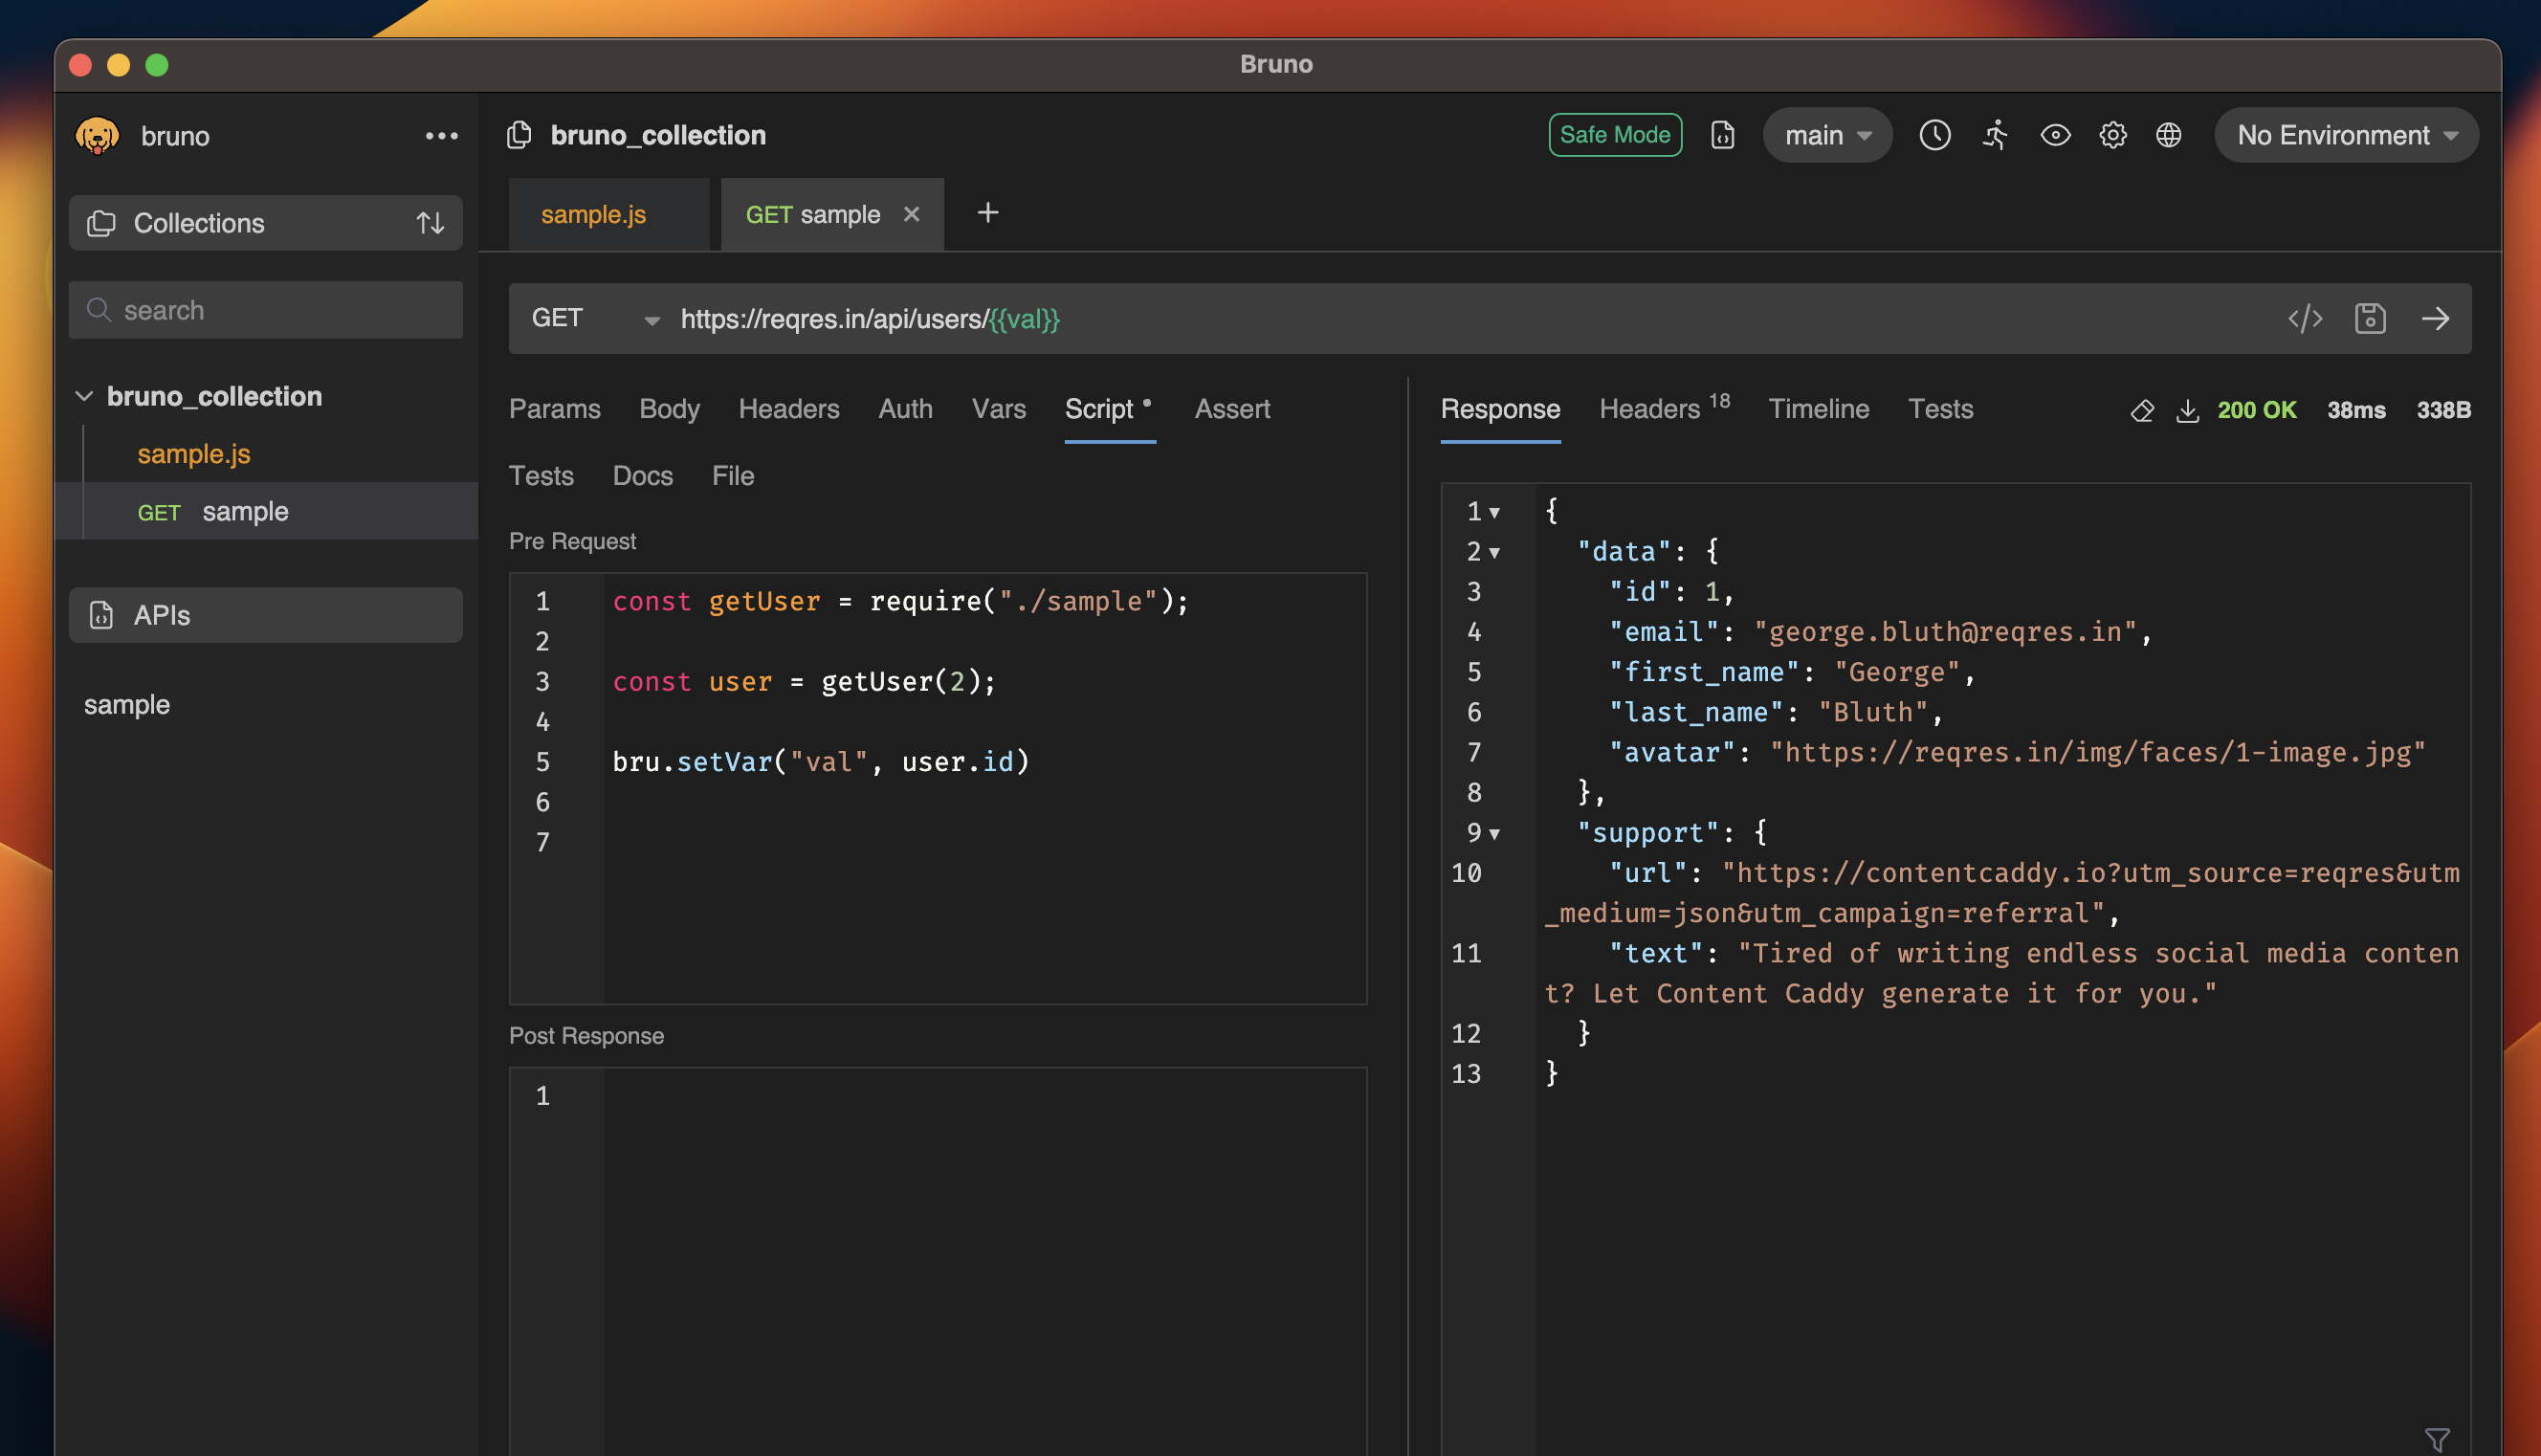 Bruno
bruno
bruno_collection
Safe Mode
main
No Environment
Collections
sample.js
GET sample
search
GET
https://reqres.in/api/users/{{val}}
bruno_collection
sample.js
GET sample
APIs
sample
Params Body Headers Auth Vars Script Assert
Tests Docs File
Pre Request
1 const getUser = require("./sample");
2
3 const user = getUser(2);
4
5 bru.setVar("val", user.id)
6
7
Post Response
1
Response Headers 18 Timeline Tests
200 OK 38ms 338B
1 {
2 "data": {
3 "id": 1,
4 "email": "george.bluth@reqres.in",
5 "first_name": "George",
6 "last_name": "Bluth",
7 "avatar": "https://reqres.in/img/faces/1-image.jpg"
8 },
9 "support": {
10 "url": "https://contentcaddy.io?utm_source=reqres&utm
_medium=json&utm_campaign=referral",
11 "text": "Tired of writing endless social media conten
t? Let Content Caddy generate it for you."
12 }
13 }